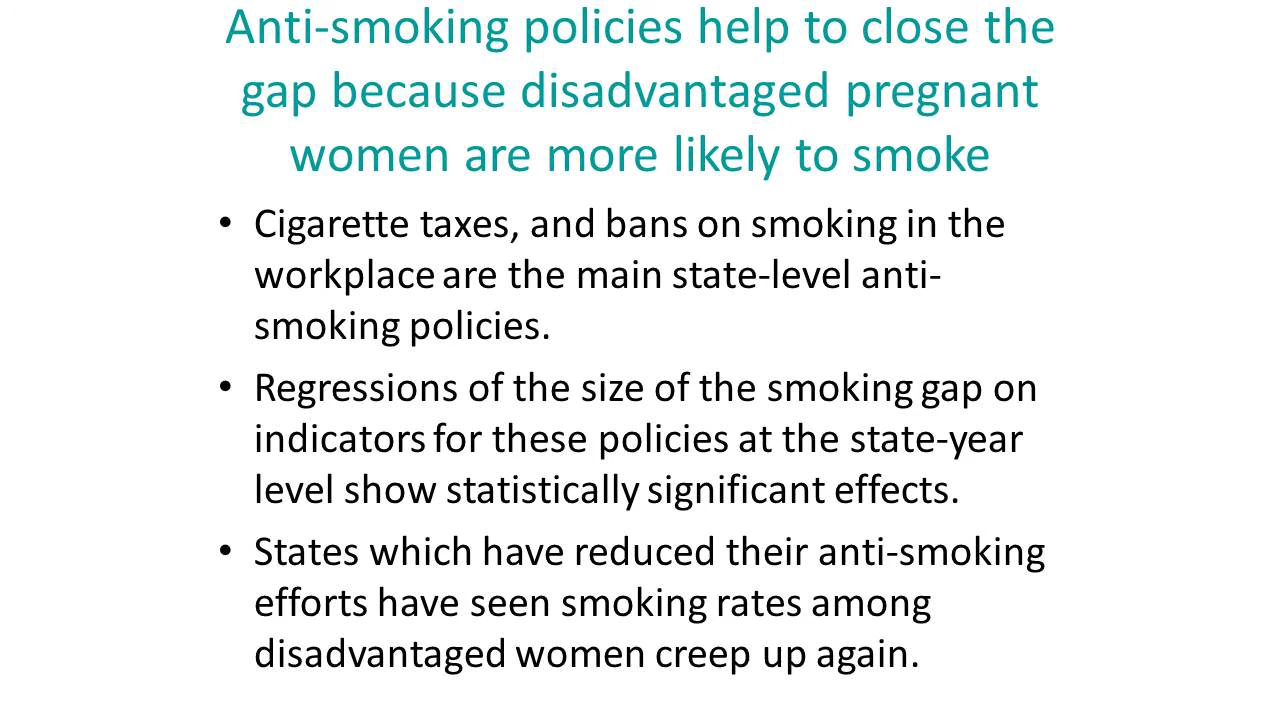 Anti-smoking policies help to close the
gap because disadvantaged pregnant
women are more likely to smoke
• Cigarette taxes, and bans on smoking in the
workplace are the main state-level anti-
smoking policies.
• Regressions of the size of the smoking gap on
indicators for these policies at the state-year
level show statistically significant effects.
• States which have reduced their anti-smoking
efforts have seen smoking rates among
disadvantaged women creep up again.